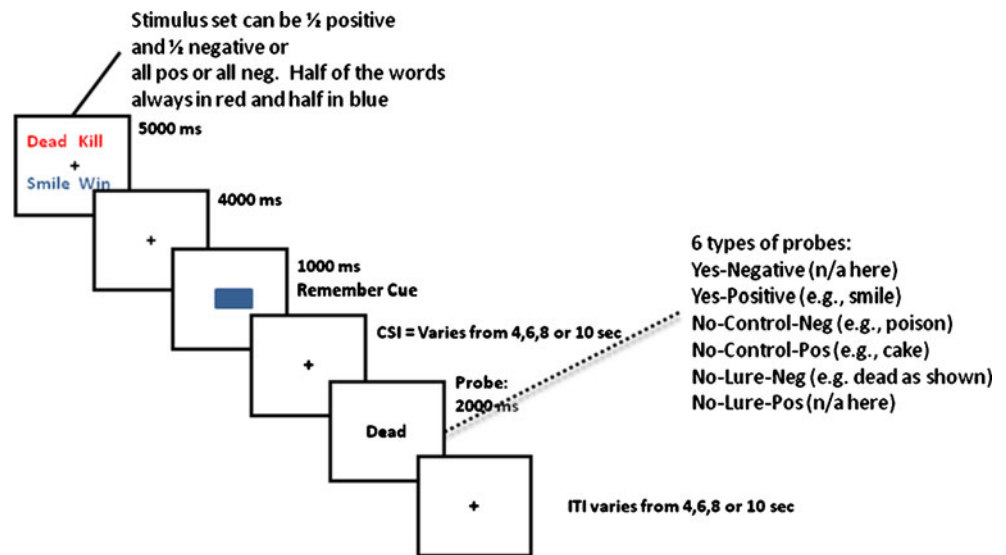 Stimulus set can be ½ positive
and ½ negative or
all pos or all neg.  Half of the words
always in red and half in blue
Dead Kill
+
Smile Win
5000 ms
+
4000 ms
1000 ms
Remember Cue
+
CSI = Varies from 4,6,8 or 10 sec
Probe:
2000 ms
Dead
6 types of probes:
Yes-Negative (n/a here)
Yes-Positive (e.g., smile)
No-Control-Neg (e.g., poison)
No-Control-Pos (e.g., cake)
No-Lure-Neg (e.g. dead as shown)
No-Lure-Pos (n/a here)
+
ITI varies from 4,6,8 or 10 sec